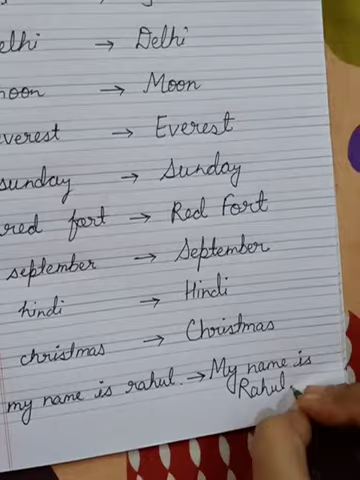 elhi → Delhi
oon → Moon
verest → Everest
sunday → Sunday
red fort → Red Fort
september → September
hindi → Hindi
christmas → Christmas
my name is rahul. → My name is
Rahul